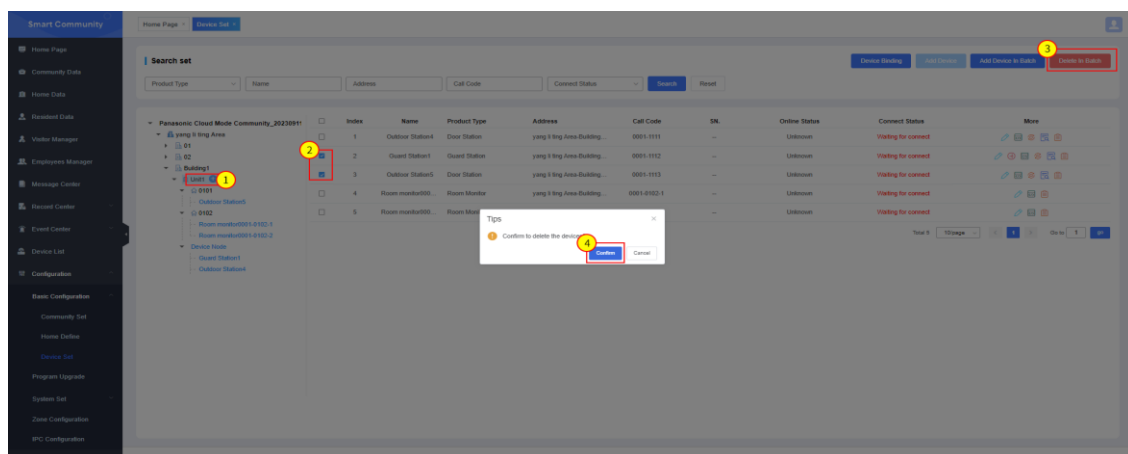 Smart Community
Home Page
Device Set
Home Page
Community Data
Home Data
Resident Data
Visitor Manager
Employees Manager
Message Center
Record Center
Event Center
Device List
Configuration
Basic Configuration
Community Set
Home Define
Device Set
Program Upgrade
System Set
Zone Configuration
IPC Configuration
Search set
Device Binding Add Device Add Device In Batch Delete In Batch
3
Product Type Name Address Call Code Connect Status Search Reset
Panasonic Cloud Mode Community_2023091
yang li ting Area
01
02
Building1
Unit1
1
0101
Outdoor Station5
0102
Room monitor0001-0102-1
Room monitor0001-0102-2
Device Node
Guard Station1
Outdoor Station4
2
Index Name Product Type Address Call Code SN. Online Status Connect Status More
1 Outdoor Station4 Door Station yang li ting Area-Building... 0001-1111 -- Unknown Waiting for connect
2 Guard Station1 Guard Station yang li ting Area-Building... 0001-1112 -- Unknown Waiting for connect
3 Outdoor Station5 Door Station yang li ting Area-Building... 0001-1113 -- Unknown Waiting for connect
4 Room monitor000... Room Monitor yang li ting Area-Building... 0001-0102-1 -- Unknown Waiting for connect
5 Room monitor000... Room Unknown Waiting for connect
Total 5 10/page 1 Go to 1 go
Tips
Confirm to delete the device
4
Confirm Cancel